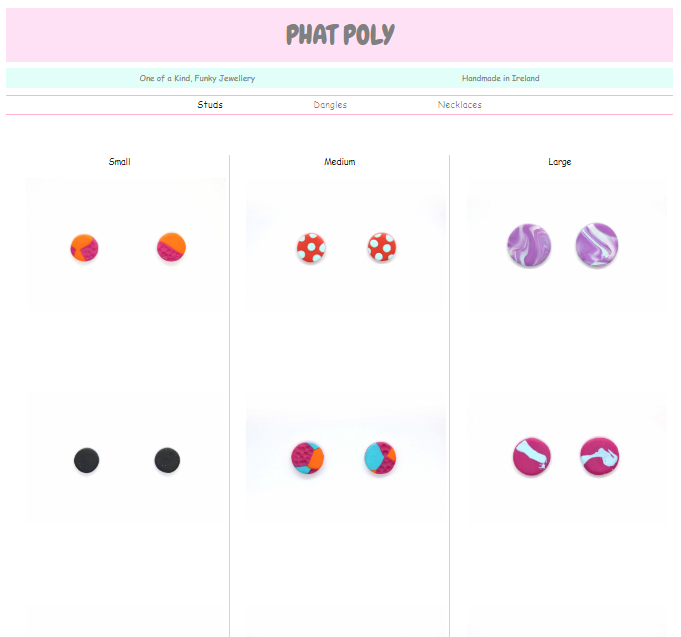 PHAT POLY
One of a Kind, Funky Jewellery Handmade in Ireland
Studs Dangles Necklaces
Small Medium Large